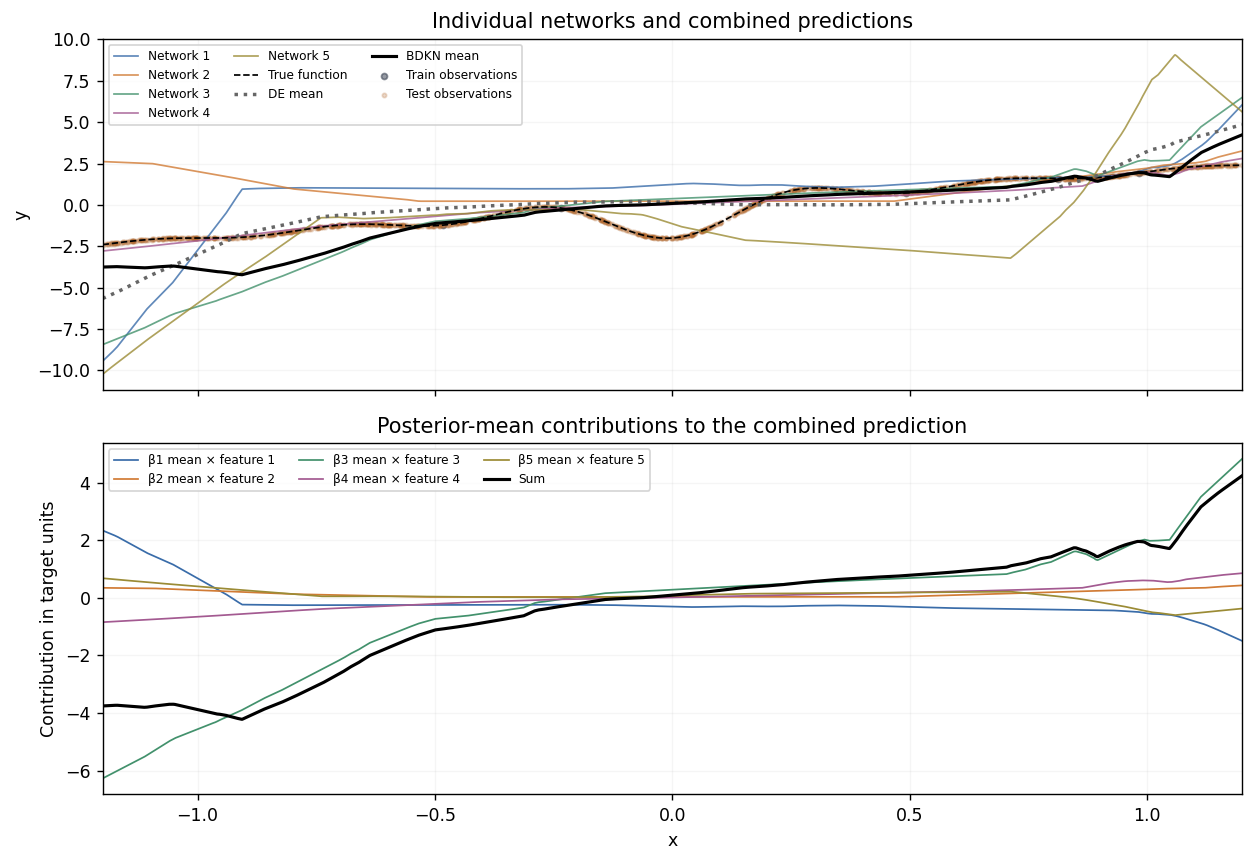 Individual networks and combined predictions
10.0
7.5
5.0
2.5
0.0
−2.5
−5.0
−7.5
−10.0
y
Network 1
Network 2
Network 3
Network 4
Network 5
True function
DE mean
BDKN mean
Train observations
Test observations
Posterior-mean contributions to the combined prediction
4
2
0
−2
−4
−6
Contribution in target units
β1 mean × feature 1
β2 mean × feature 2
β3 mean × feature 3
β4 mean × feature 4
β5 mean × feature 5
Sum
−1.0
−0.5
0.0
0.5
1.0
x